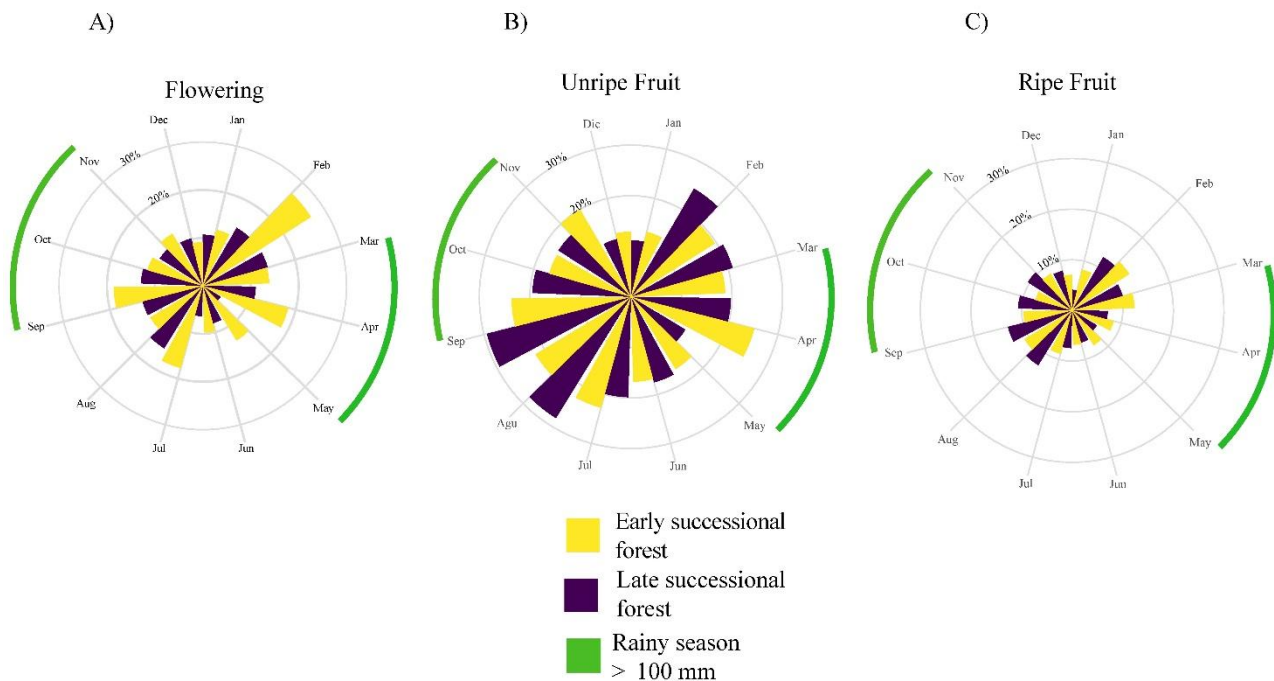 A)
B)
C)
Flowering
Dec
Jan
Nov
30%
Feb
20%
Oct
Mar
Sep
Apr
Aug
May
Jul
Jun
Unripe Fruit
Dic
Jan
Nov
30%
Feb
20%
Oct
Mar
Sep
Apr
Agu
May
Jul
Jun
Ripe Fruit
Dec
Jan
Nov
30%
Feb
20%
10%
Oct
Mar
Sep
Apr
Aug
May
Jul
Jun
Early successional
forest
Late successional
forest
Rainy season
> 100 mm